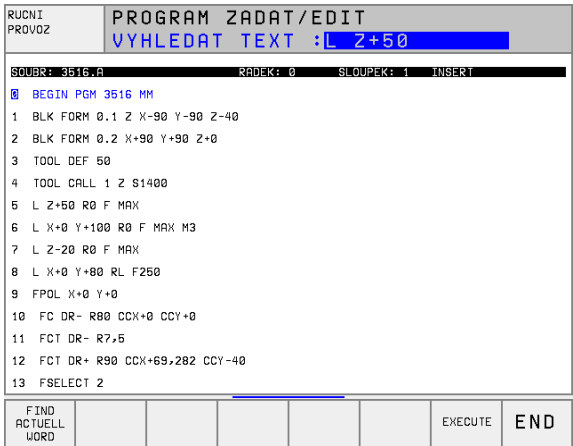 RUCNI
PROVOZ
PROGRAM ZADAT/EDIT
VYHLEDAT TEXT :L Z+50
SOUBR: 3516.A RADEK: 0 SLOUPEK: 1 INSERT
0 BEGIN PGM 3516 MM
1 BLK FORM 0.1 Z X-90 Y-90 Z-40
2 BLK FORM 0.2 X+90 Y+90 Z+0
3 TOOL DEF 50
4 TOOL CALL 1 Z S1400
5 L Z+50 R0 F MAX
6 L X+0 Y+100 R0 F MAX M3
7 L Z-20 R0 F MAX
8 L X+0 Y+80 RL F250
9 FPOL X+0 Y+0
10 FC DR- R80 CCX+0 CCY+0
11 FCT DR- R7,5
12 FCT DR+ R90 CCX+69,282 CCY-40
13 FSELECT 2
FIND
ACTUELL
WORD
EXECUTE
END